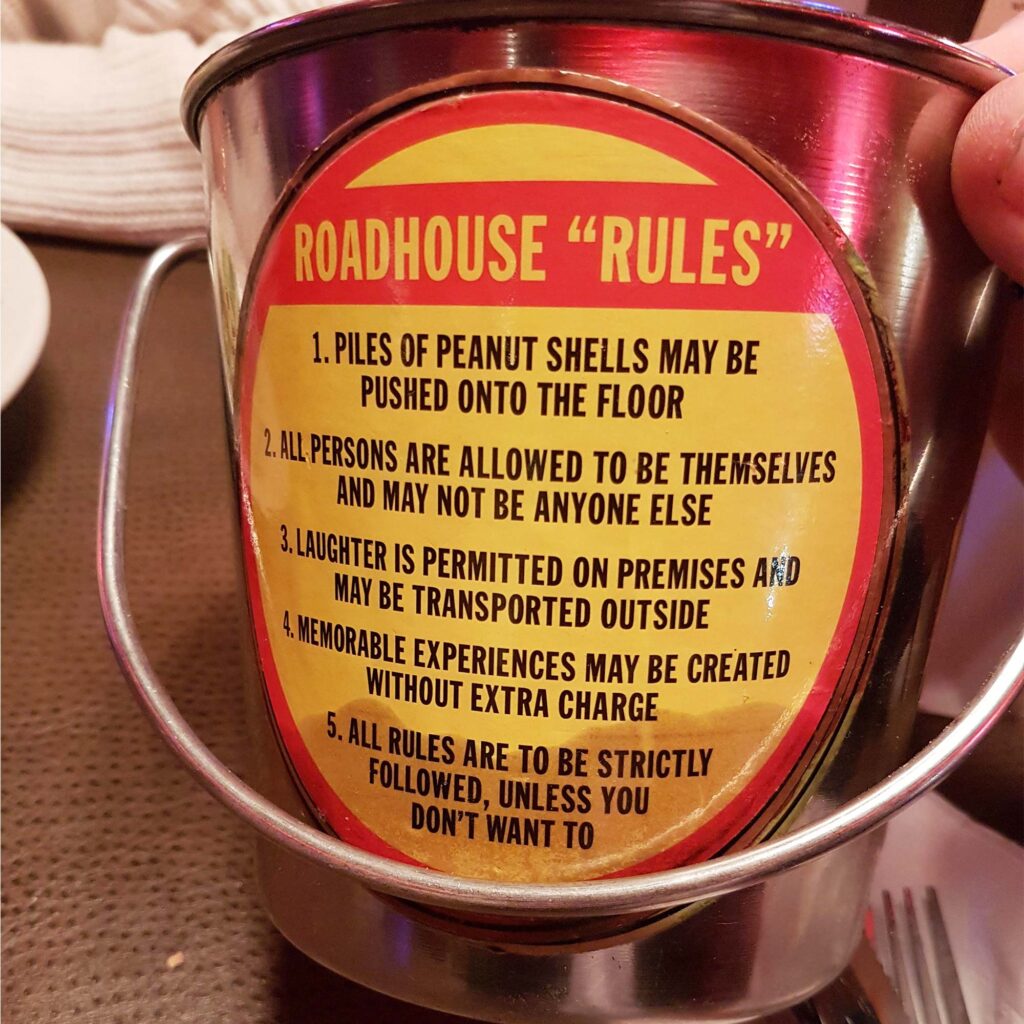 ROADHOUSE “RULES”
1. PILES OF PEANUT SHELLS MAY BE
PUSHED ONTO THE FLOOR
2. ALL PERSONS ARE ALLOWED TO BE THEMSELVES
AND MAY NOT BE ANYONE ELSE
3. LAUGHTER IS PERMITTED ON PREMISES AND
MAY BE TRANSPORTED OUTSIDE
4. MEMORABLE EXPERIENCES MAY BE CREATED
WITHOUT EXTRA CHARGE
5. ALL RULES ARE TO BE STRICTLY
FOLLOWED, UNLESS YOU
DON'T WANT TO